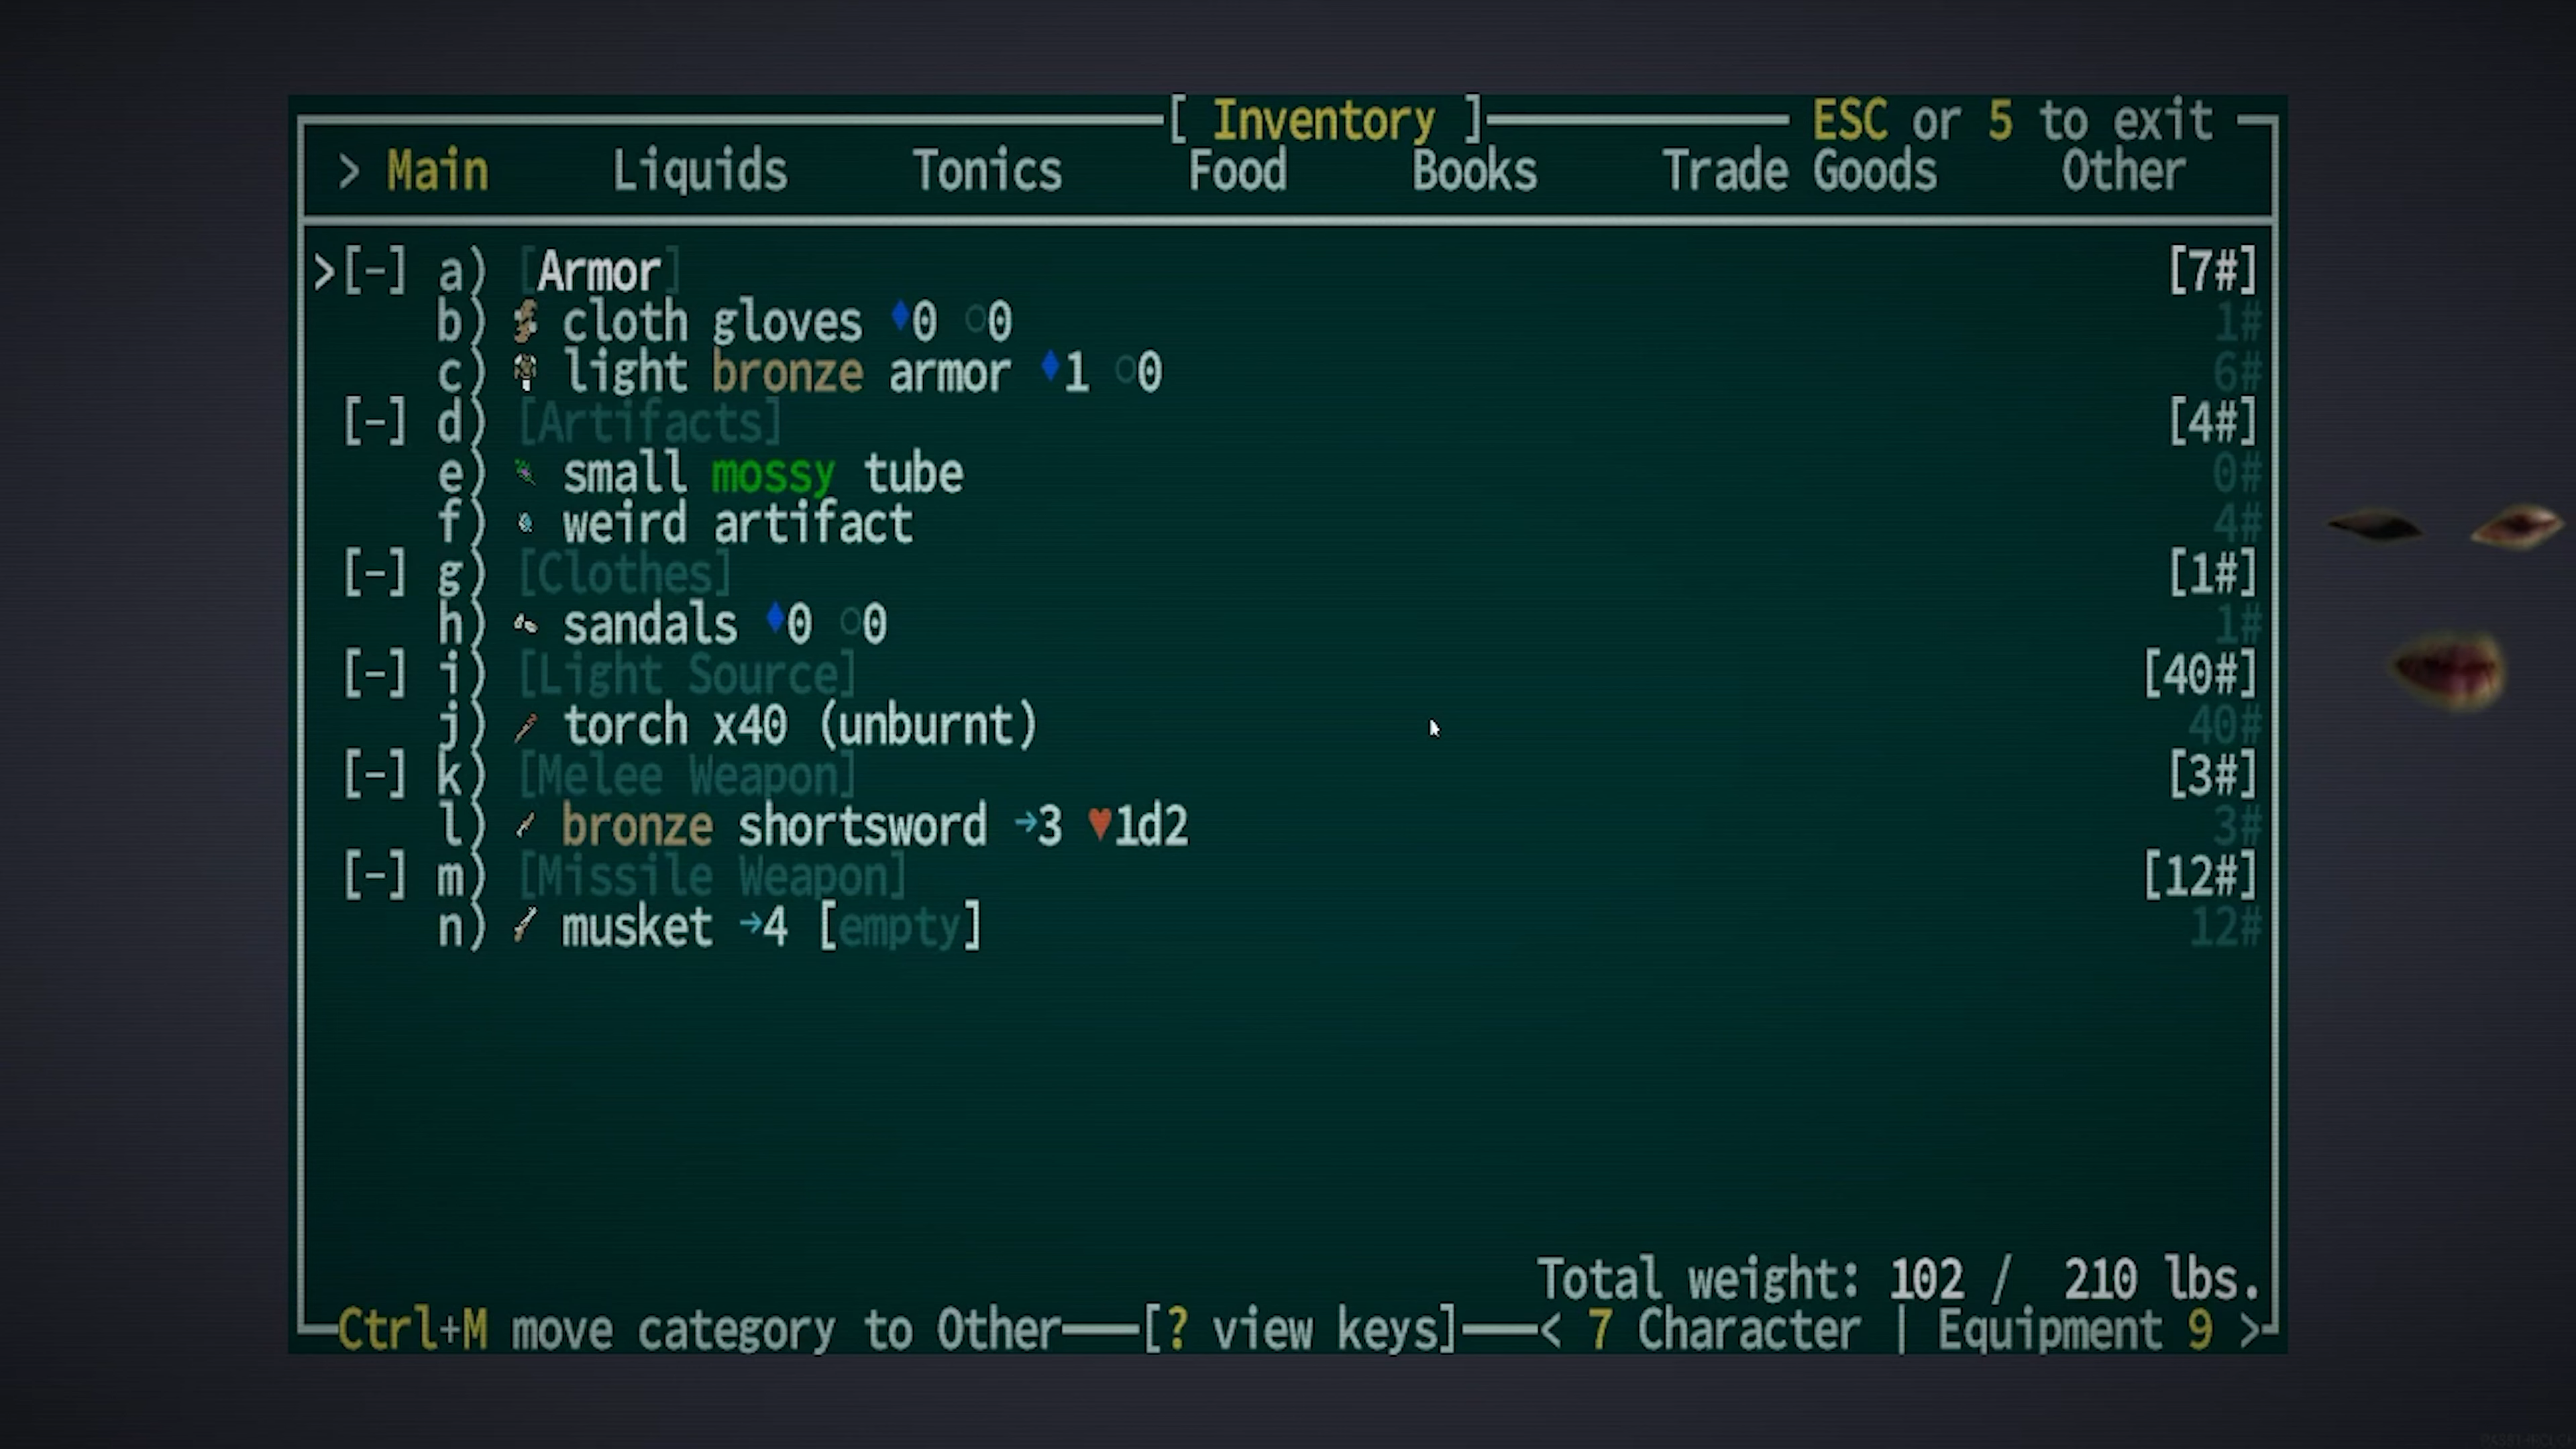 [ Inventory ] ESC or 5 to exit
> Main Liquids Tonics Food Books Trade Goods Other
>[-] a) [Armor] [7#]
b) cloth gloves ♦0 ○0 1#
c) light bronze armor ♦1 ○0 6#
[-] d) [Artifacts] [4#]
e) small mossy tube 0#
f) weird artifact 4#
[-] g) [Clothes] [1#]
h) sandals ♦0 ○0 1#
[-] i) [Light Source] [40#]
j) torch x40 (unburnt) 40#
[-] k) [Melee Weapon] [3#]
l) bronze shortsword →3 ♥1d2 3#
[-] m) [Missile Weapon] [12#]
n) musket →4 [empty] 12#
Total weight: 102 / 210 lbs.
Ctrl+M move category to Other [? view keys] < 7 Character | Equipment 9 >